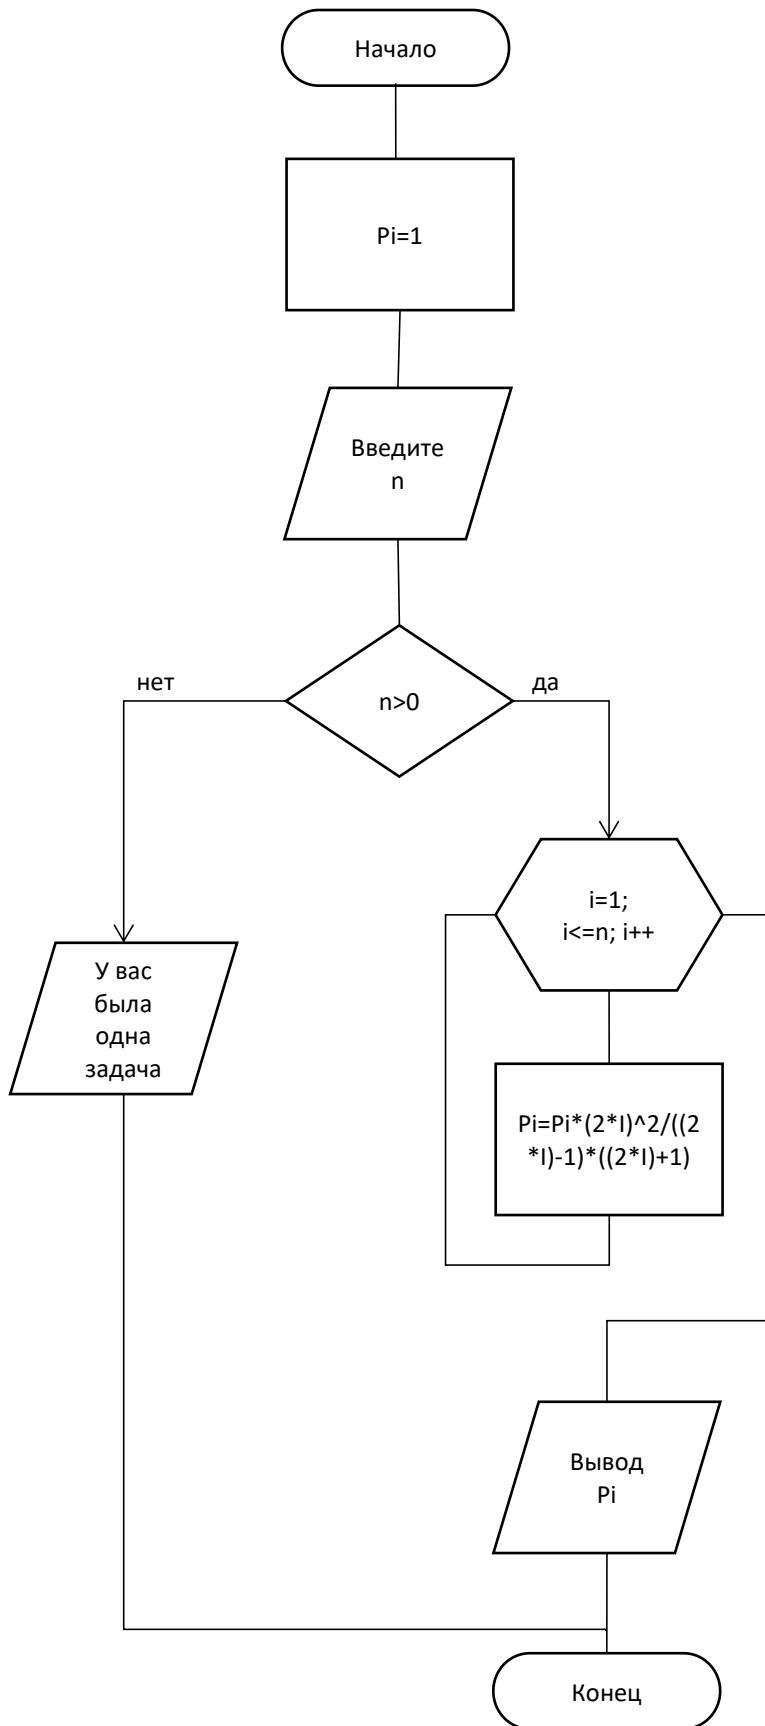 Начало
Pi=1
Введите
n
n>0
нет
да
i=1;
i<=n; i++
У вас
была
одна
задача
Pi=Pi*(2*I)^2/((2
*I)-1)*((2*I)+1)
Вывод
Pi
Конец